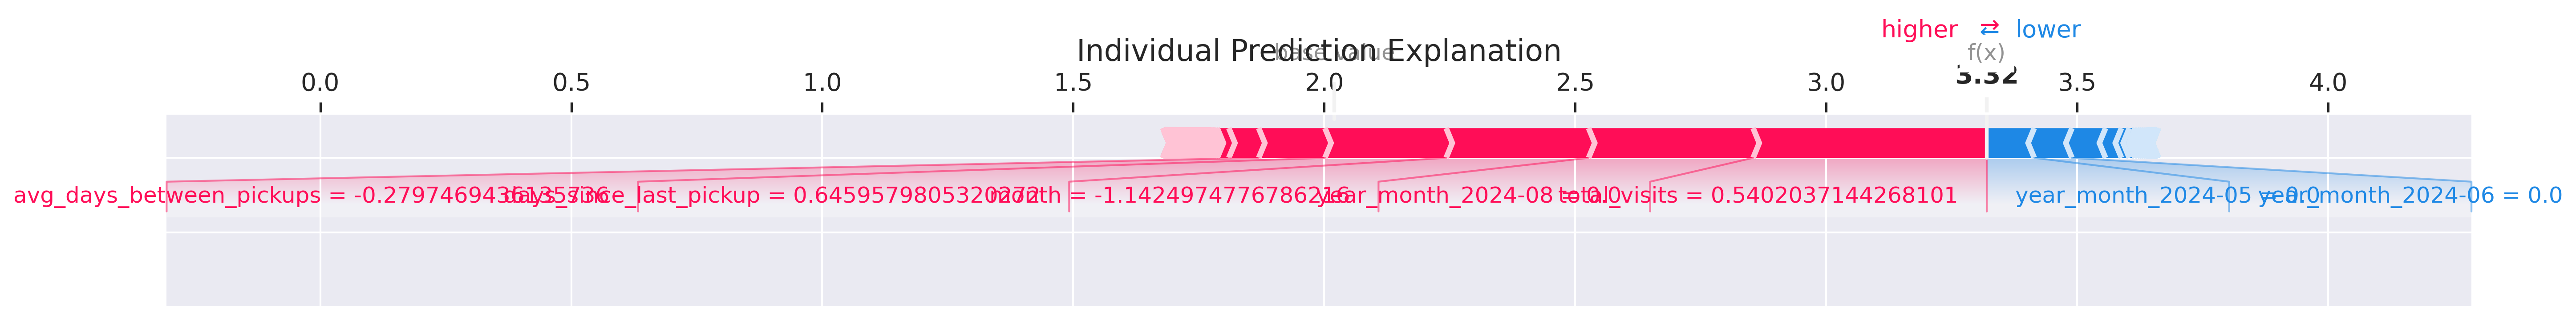 higher ⇄ lower
Individual Prediction Explanation
base value
f(x)
0.0 0.5 1.0 1.5 2.0 2.5 3.0 3.32 3.5 4.0
avg_days_between_pickups = -0.2797469436135736 days_since_last_pickup = 0.6459579805320272 month = -1.1424974776786216 year_month_2024-08 = 0.0 total_visits = 0.5402037144268101 year_month_2024-05 = 0.0 year_month_2024-06 = 0.0